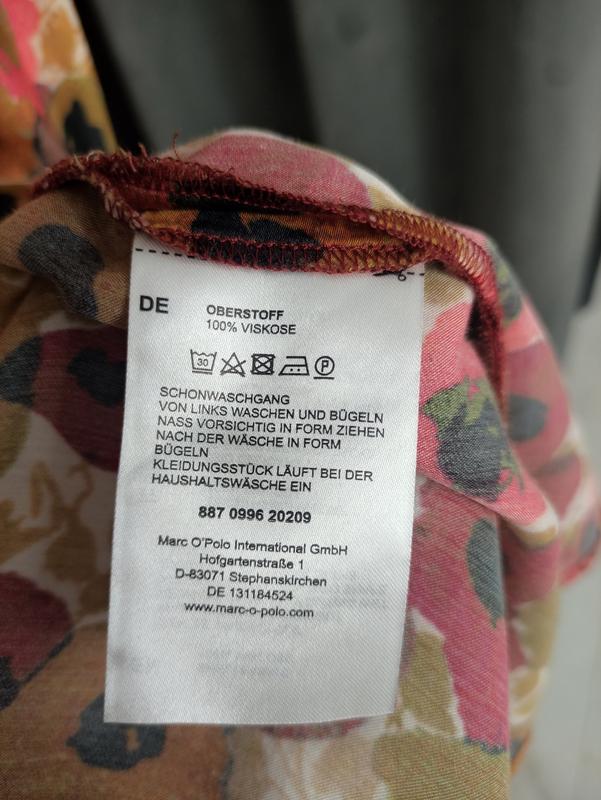 DE
OBERSTOFF
100% VISKOSE
30
P
SCHONWASCHGANG
VON LINKS WASCHEN UND BÜGELN
NASS VORSICHTIG IN FORM ZIEHEN
NACH DER WÄSCHE IN FORM
BÜGELN
KLEIDUNGSSTÜCK LÄUFT BEI DER
HAUSHALTSWÄSCHE EIN
887 0996 20209
Marc O'Polo International GmbH
Hofgartenstraße 1
D-83071 Stephanskirchen
DE 131184524
www.marc-o-polo.com